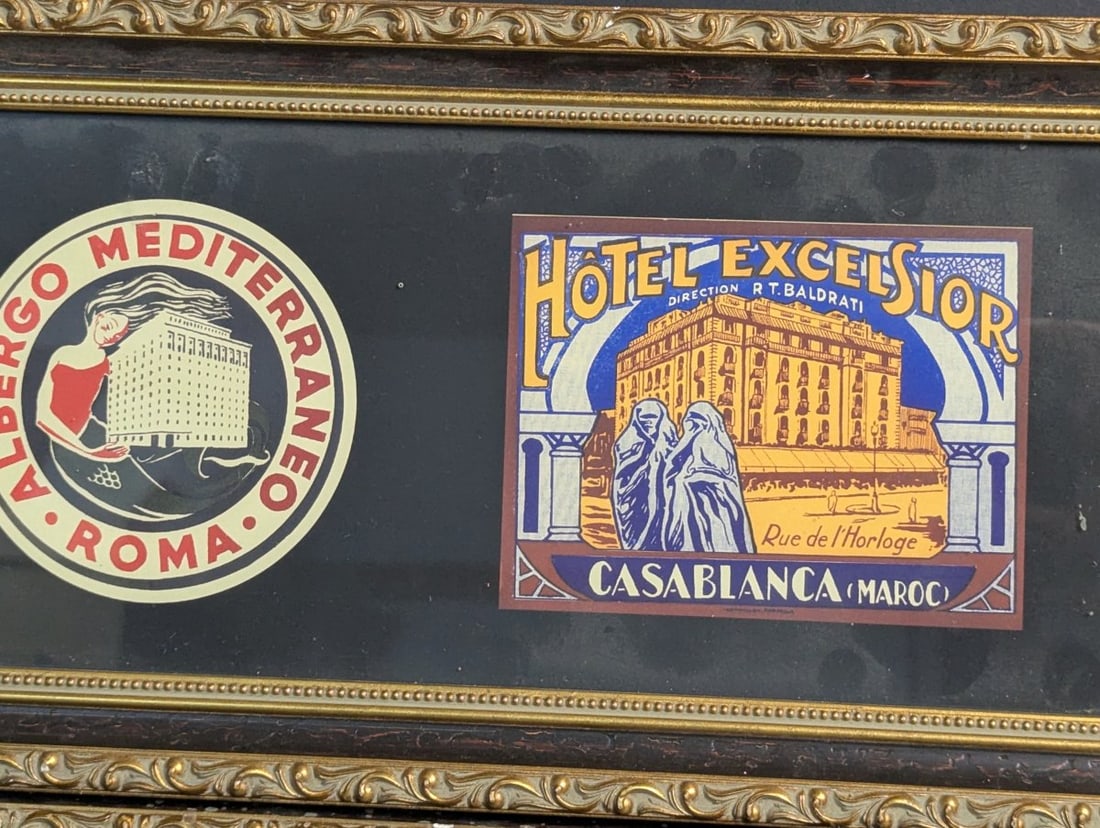 ALBERGO MEDITERRANEO
• ROMA •
HÔTEL EXCELSIOR
DIRECTION R T. BALDRATI
Rue de l'Horloge
CASABLANCA (MAROC)